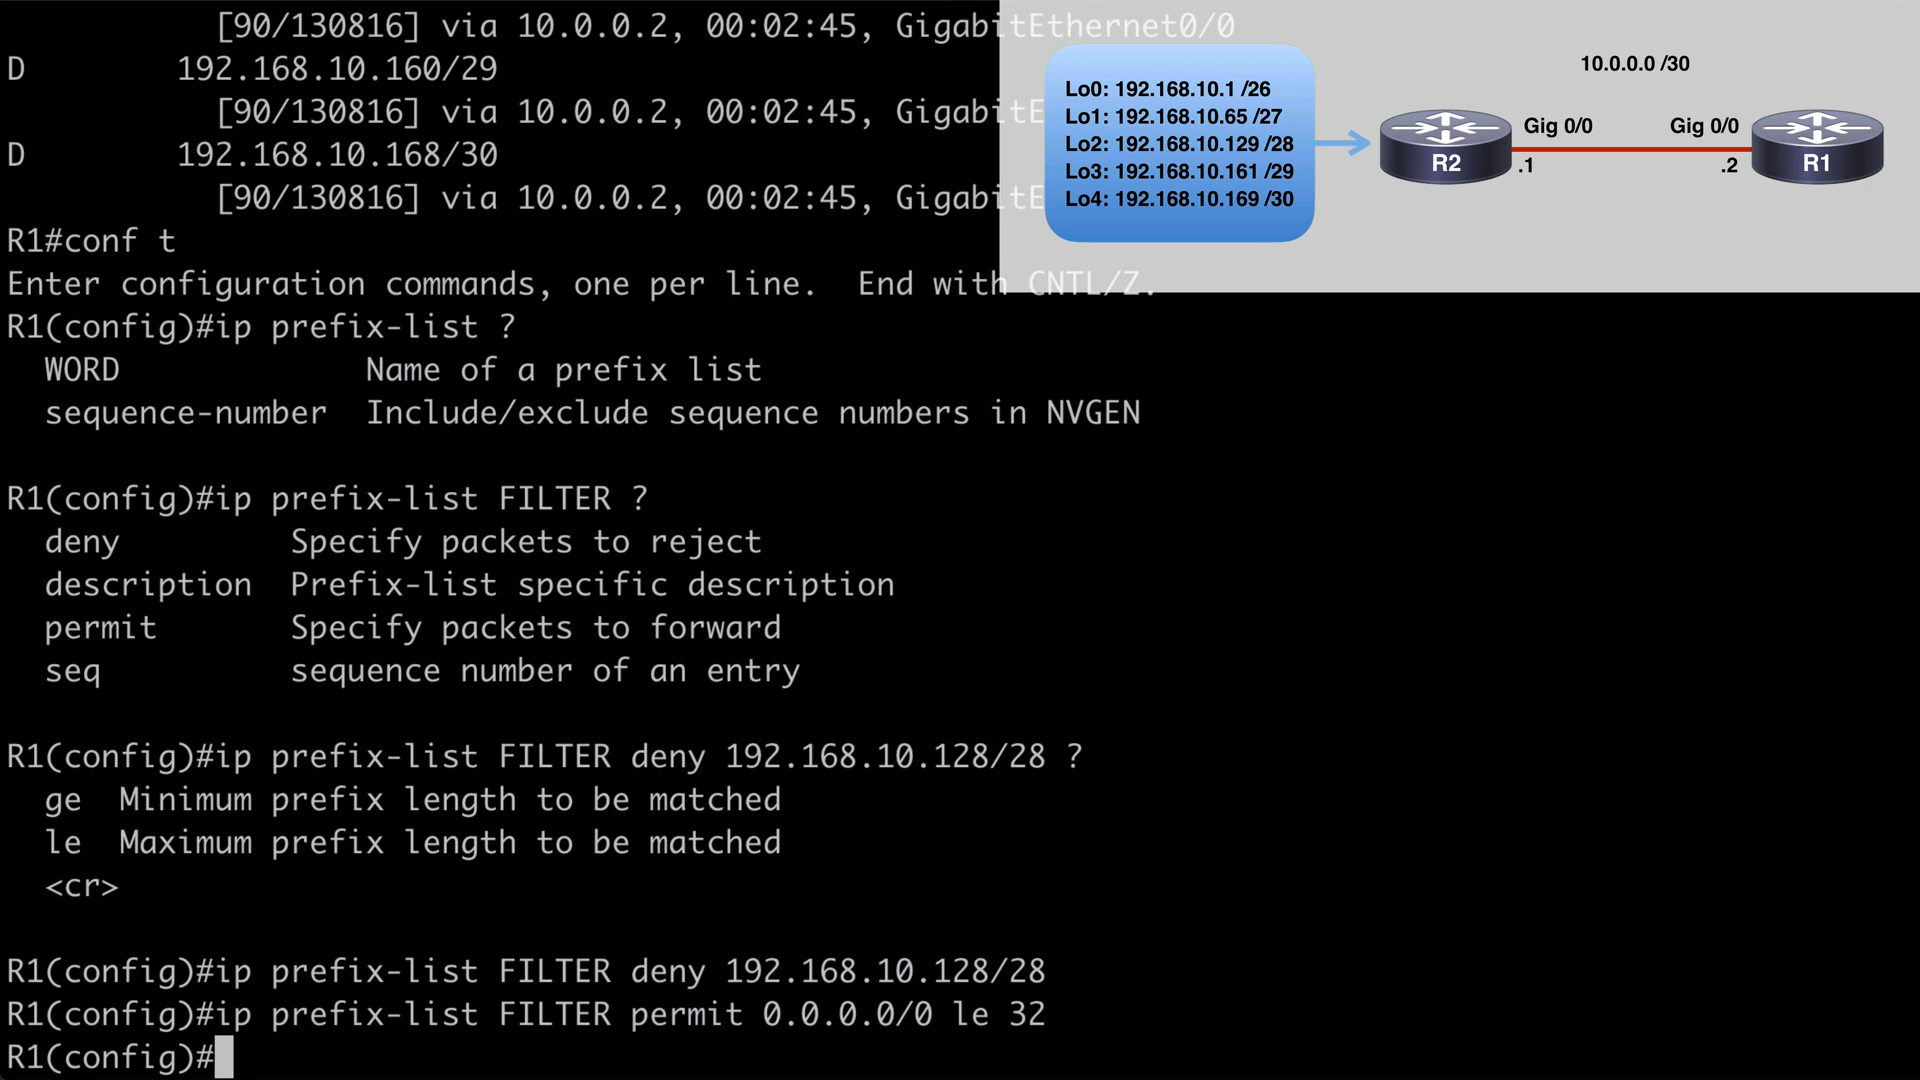 [90/130816] via 10.0.0.2, 00:02:45, GigabitEthernet0/0
D 192.168.10.160/29
[90/130816] via 10.0.0.2, 00:02:45, GigabitE
D 192.168.10.168/30
[90/130816] via 10.0.0.2, 00:02:45, GigabitE
R1#conf t
Enter configuration commands, one per line. End with CNTL/Z.
R1(config)#ip prefix-list ?
WORD Name of a prefix list
sequence-number Include/exclude sequence numbers in NVGEN
R1(config)#ip prefix-list FILTER ?
deny Specify packets to reject
description Prefix-list specific description
permit Specify packets to forward
seq sequence number of an entry
R1(config)#ip prefix-list FILTER deny 192.168.10.128/28 ?
ge Minimum prefix length to be matched
le Maximum prefix length to be matched
<cr>
R1(config)#ip prefix-list FILTER deny 192.168.10.128/28
R1(config)#ip prefix-list FILTER permit 0.0.0.0/0 le 32
R1(config)#
Lo0: 192.168.10.1 /26
Lo1: 192.168.10.65 /27
Lo2: 192.168.10.129 /28
Lo3: 192.168.10.161 /29
Lo4: 192.168.10.169 /30
10.0.0.0 /30
Gig 0/0 Gig 0/0
R2 .1 .2 R1